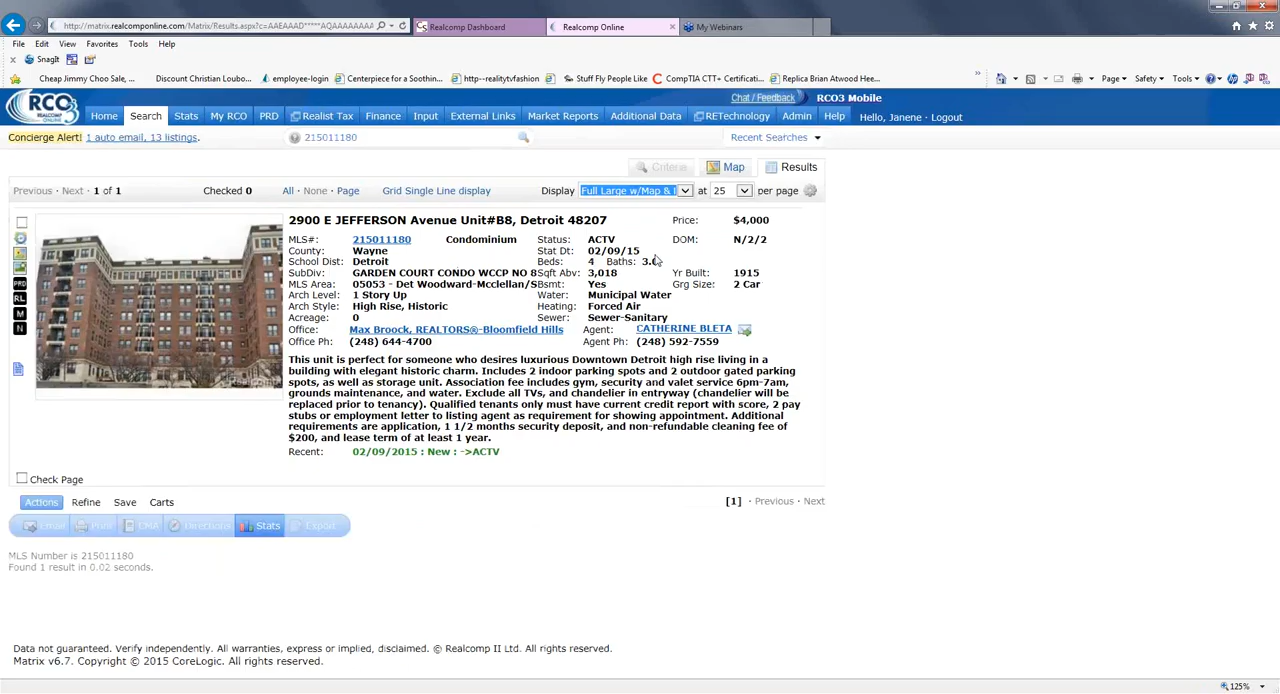 http://matrix.realcomponline.com/Matrix/Results.aspx?c=AAEAAAD*****AQAAAAAAAAA
Realcomp Dashboard
Realcomp Online
My Webinars
File Edit View Favorites Tools Help
Snagit
Cheap Jimmy Choo Sale, ... Discount Christian Loubo... employee-login Centerpiece for a Soothin... http--realitytvfashion Stuff Fly People Like CompTIA CTT+ Certificati... Replica Brian Atwood Hee... Page Safety Tools
RCO3 REALCOMP ONLINE
Chat / Feedback RCO3 Mobile
Home Search Stats My RCO PRD Realist Tax Finance Input External Links Market Reports Additional Data RETechnology Admin Help Hello, Janene · Logout
Concierge Alert! 1 auto email, 13 listings. 215011180 Recent Searches
Criteria Map Results
Previous · Next · 1 of 1 Checked 0 All · None · Page Grid Single Line display Display Full Large w/Map & I at 25 per page
2900 E JEFFERSON Avenue Unit#B8, Detroit 48207 Price: $4,000
MLS#: 215011180 Condominium Status: ACTV DOM: N/2/2
County: Wayne Stat Dt: 02/09/15
School Dist: Detroit Beds: 4 Baths:
SubDiv: GARDEN COURT CONDO WCCP NO 8 Sqft Abv: 3,018 Yr Built: 1915
MLS Area: 05053 - Det Woodward-Mcclellan/S Bsmt: Yes Grg Size: 2 Car
Arch Level: 1 Story Up Water: Municipal Water
Arch Style: High Rise, Historic Heating: Forced Air
Acreage: 0 Sewer: Sewer-Sanitary
Office: Max Broock, REALTORS®-Bloomfield Hills Agent: CATHERINE BLETA
Office Ph: (248) 644-4700 Agent Ph: (248) 592-7559
This unit is perfect for someone who desires luxurious Downtown Detroit high rise living in a
building with elegant historic charm. Includes 2 indoor parking spots and 2 outdoor gated parking
spots, as well as storage unit. Association fee includes gym, security and valet service 6pm-7am,
grounds maintenance, and water. Exclude all TVs, and chandelier in entryway (chandelier will be
replaced prior to tenancy). Qualified tenants only must have current credit report with score, 2 pay
stubs or employment letter to listing agent as requirement for showing appointment. Additional
requirements are application, 1 1/2 months security deposit, and non-refundable cleaning fee of
$200, and lease term of at least 1 year.
Recent: 02/09/2015 : New : ->ACTV
PRD
RL
M
N
Check Page
Actions Refine Save Carts [1] · Previous · Next
Email Print CMA Directions Stats Export
MLS Number is 215011180
Found 1 result in 0.02 seconds.
Data not guaranteed. Verify independently. All warranties, express or implied, disclaimed. © Realcomp II Ltd. All rights reserved.
Matrix v6.7. Copyright © 2015 CoreLogic. All rights reserved.
125%